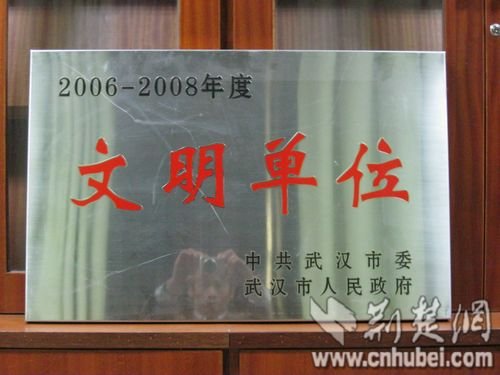 2006-2008年度
文明单位
中共武汉市委
武汉市人民政府
荆楚网
www.cnhubei.com